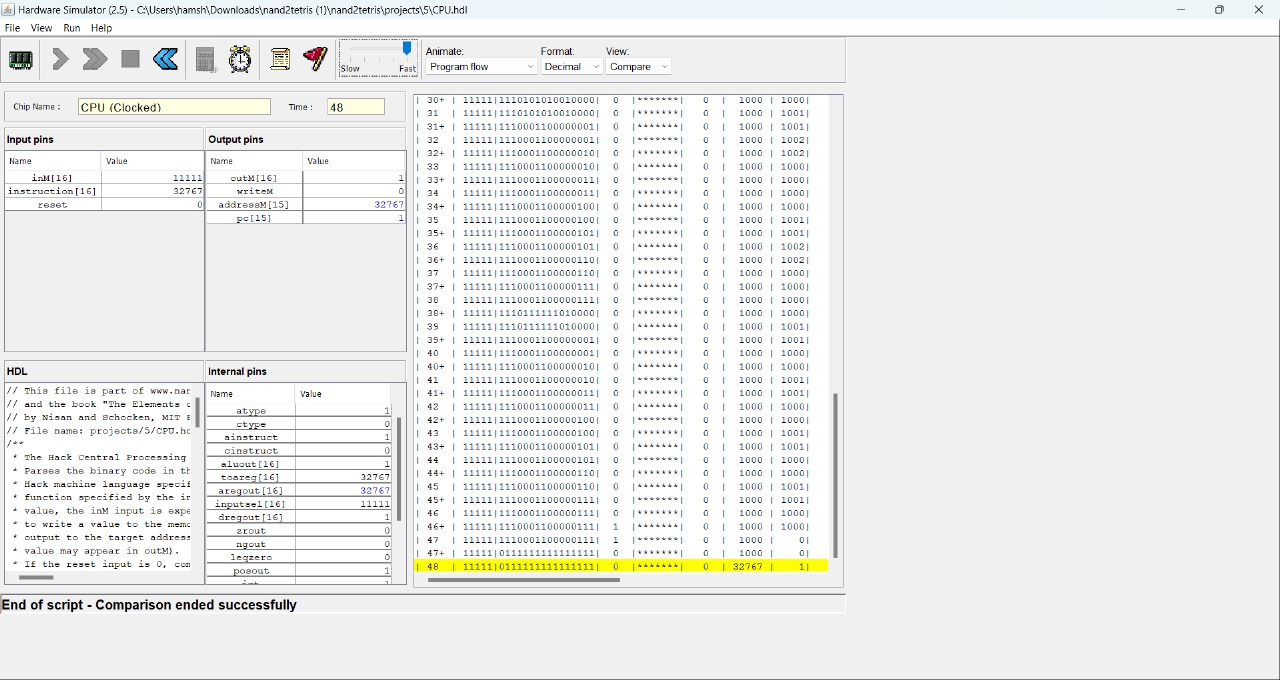 Hardware Simulator (2.5) - C:\Users\hamsh\Downloads\nand2tetris (1)\nand2tetris\projects\5\CPU.hdl
File View Run Help
Slow Fast
Animate: Format: View:
Program flow Decimal Compare
Chip Name : CPU (Clocked) Time : 48
Input pins
Name Value
inM[16] 11111
instruction[16] 32767
reset 0
Output pins
Name Value
outM[16] 1
writeM 0
addressM[15] 32767
pc[15] 1
HDL
// This file is part of www.nan
// and the book "The Elements o
// by Nisan and Schocken, MIT P
// File name: projects/5/CPU.hd
/**
* The Hack Central Processing
* Parses the binary code in th
* Hack machine language specif
* function specified by the in
* value, the inM input is expe
* to write a value to the memo
* output to the target address
* value may appear in outM).
* If the reset input is 0, com
Internal pins
Name Value
atype 1
ctype 0
ainstruct 1
cinstruct 0
aluout[16] 1
toareg[16] 32767
aregout[16] 32767
inputsel[16] 11111
dregout[16] 1
zrout 0
ngout 0
leqzero 0
posout 1
| 30+ | 11111|1110101010010000| 0 |*******| 0 | 1000 | 1000|
| 31 | 11111|1110101010010000| 0 |*******| 0 | 1000 | 1001|
| 31+ | 11111|1110001100000001| 0 |*******| 0 | 1000 | 1001|
| 32 | 11111|1110001100000001| 0 |*******| 0 | 1000 | 1002|
| 32+ | 11111|1110001100000010| 0 |*******| 0 | 1000 | 1002|
| 33 | 11111|1110001100000010| 0 |*******| 0 | 1000 | 1000|
| 33+ | 11111|1110001100000011| 0 |*******| 0 | 1000 | 1000|
| 34 | 11111|1110001100000011| 0 |*******| 0 | 1000 | 1000|
| 34+ | 11111|1110001100000100| 0 |*******| 0 | 1000 | 1000|
| 35 | 11111|1110001100000100| 0 |*******| 0 | 1000 | 1001|
| 35+ | 11111|1110001100000101| 0 |*******| 0 | 1000 | 1001|
| 36 | 11111|1110001100000101| 0 |*******| 0 | 1000 | 1002|
| 36+ | 11111|1110001100000110| 0 |*******| 0 | 1000 | 1002|
| 37 | 11111|1110001100000110| 0 |*******| 0 | 1000 | 1000|
| 37+ | 11111|1110001100000111| 0 |*******| 0 | 1000 | 1000|
| 38 | 11111|1110001100000111| 0 |*******| 0 | 1000 | 1000|
| 38+ | 11111|1110111111010000| 0 |*******| 0 | 1000 | 1000|
| 39 | 11111|1110111111010000| 0 |*******| 0 | 1000 | 1001|
| 39+ | 11111|1110001100000001| 0 |*******| 0 | 1000 | 1001|
| 40 | 11111|1110001100000001| 0 |*******| 0 | 1000 | 1000|
| 40+ | 11111|1110001100000010| 0 |*******| 0 | 1000 | 1000|
| 41 | 11111|1110001100000010| 0 |*******| 0 | 1000 | 1001|
| 41+ | 11111|1110001100000011| 0 |*******| 0 | 1000 | 1001|
| 42 | 11111|1110001100000011| 0 |*******| 0 | 1000 | 1000|
| 42+ | 11111|1110001100000100| 0 |*******| 0 | 1000 | 1000|
| 43 | 11111|1110001100000100| 0 |*******| 0 | 1000 | 1001|
| 43+ | 11111|1110001100000101| 0 |*******| 0 | 1000 | 1001|
| 44 | 11111|1110001100000101| 0 |*******| 0 | 1000 | 1000|
| 44+ | 11111|1110001100000110| 0 |*******| 0 | 1000 | 1000|
| 45 | 11111|1110001100000110| 0 |*******| 0 | 1000 | 1001|
| 45+ | 11111|1110001100000111| 0 |*******| 0 | 1000 | 1001|
| 46 | 11111|1110001100000111| 0 |*******| 0 | 1000 | 1000|
| 46+ | 11111|1110001100000111| 1 |*******| 0 | 1000 | 1000|
| 47 | 11111|1110001100000111| 1 |*******| 0 | 1000 | 0|
| 47+ | 11111|0111111111111111| 0 |*******| 0 | 1000 | 0|
| 48 | 11111|0111111111111111| 0 |*******| 0 | 32767 | 1|
End of script - Comparison ended successfully